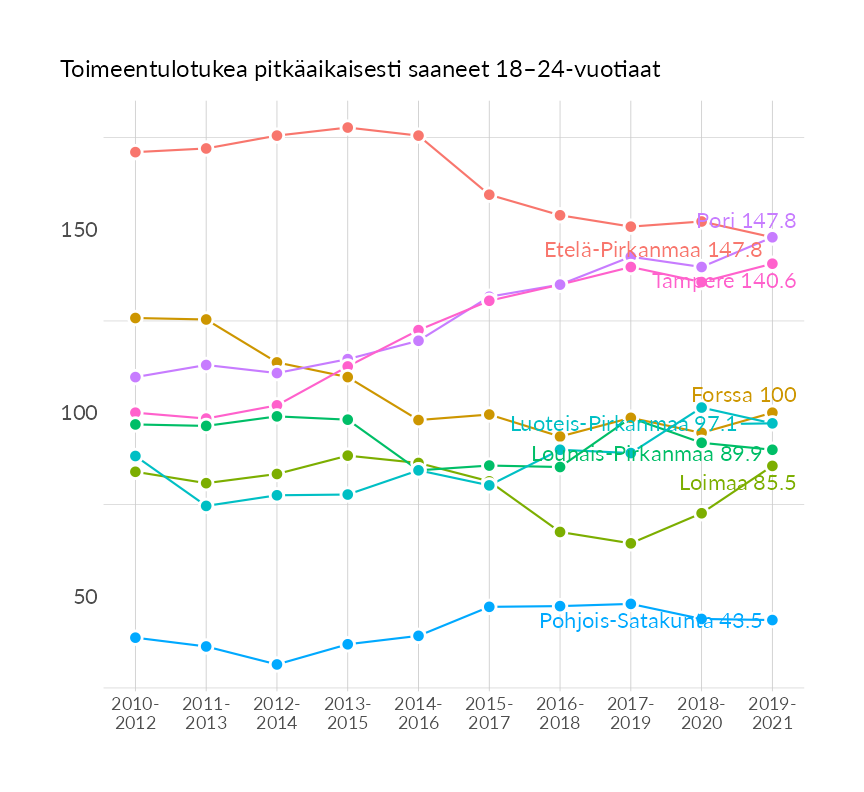 Toimeentulotukea pitkäaikaisesti saaneet 18–24-vuotiaat
Pori 147.8
150
Etelä-Pirkanmaa 147.8
Tampere 140.6
Forssa 100
100
Luoteis-Pirkanmaa 97.1
Lounais-Pirkanmaa 89.9
Loimaa 85.5
50
Pohjois-Satakunta 43.5
2010- 2011- 2012- 2013- 2014- 2015- 2016- 2017- 2018- 2019-
2012 2013 2014 2015 2016 2017 2018 2019 2020 2021